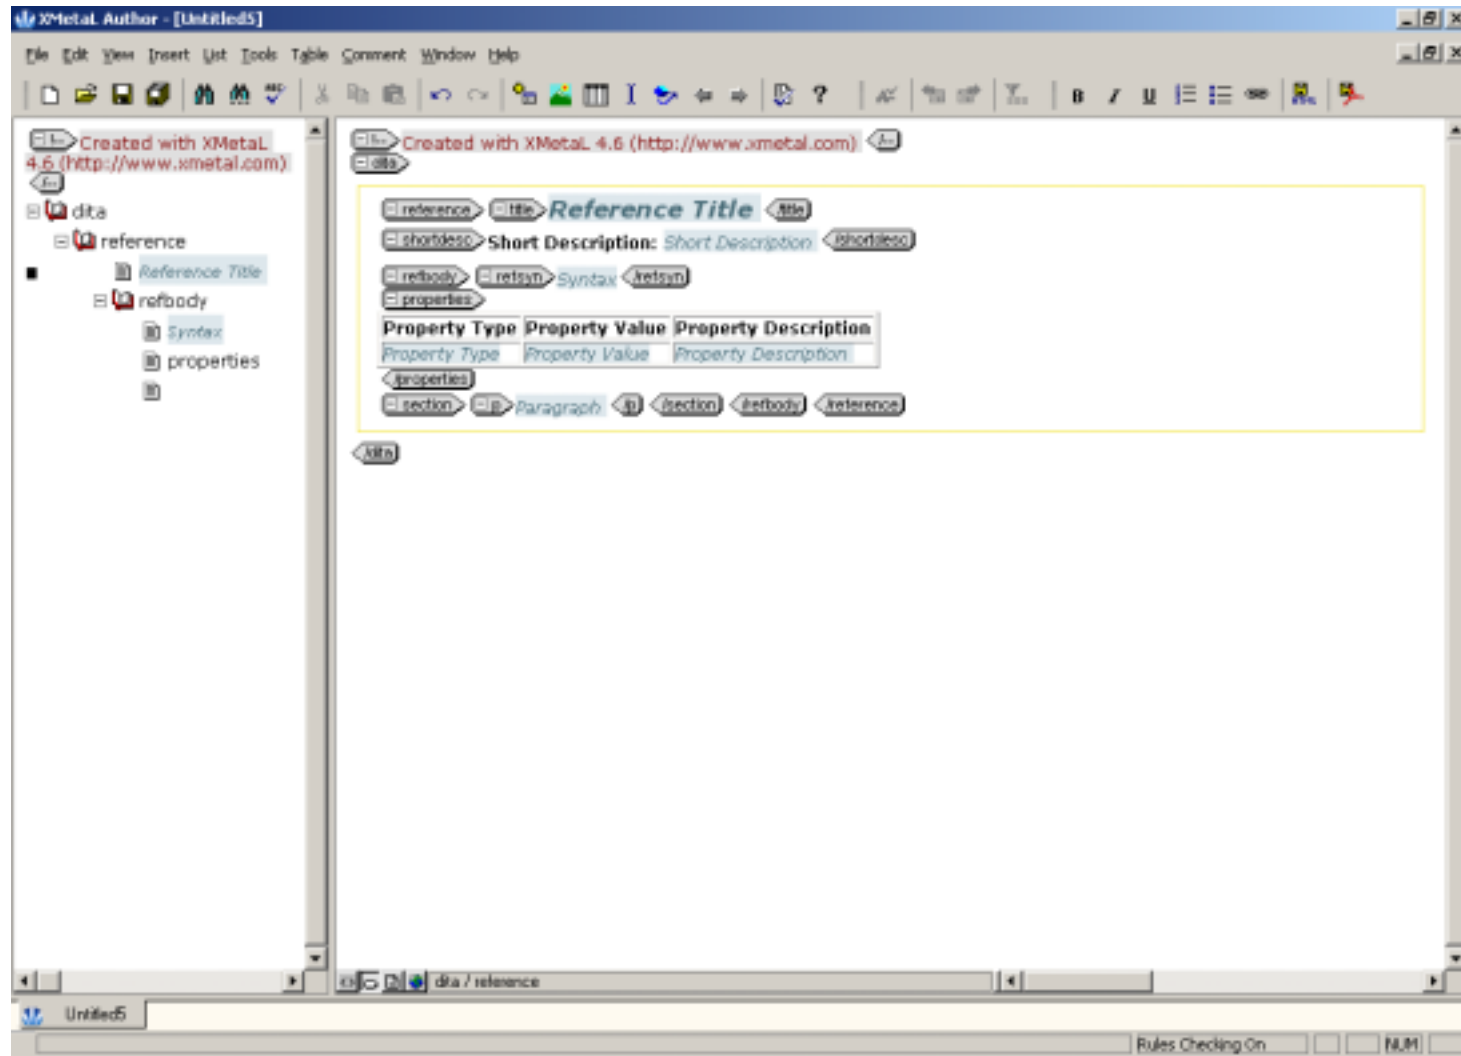 XMetaL Author - [Untitled5]
File Edit View Insert List Tools Table Comment Window Help
B I U
Created with XMetaL
4.6 (http://www.xmetal.com)
dita
reference
Reference Title
refbody
Syntax
properties
Created with XMetaL 4.6 (http://www.xmetal.com)
dita
reference title Reference Title /title
shortdesc Short Description: Short Description /shortdesc
refbody refsyn Syntax /refsyn
properties
Property Type Property Value Property Description
Property Type Property Value Property Description
/properties
section p Paragraph /p /section /refbody /reference
/dita
dita / reference
Untitled5
Rules Checking On NUM